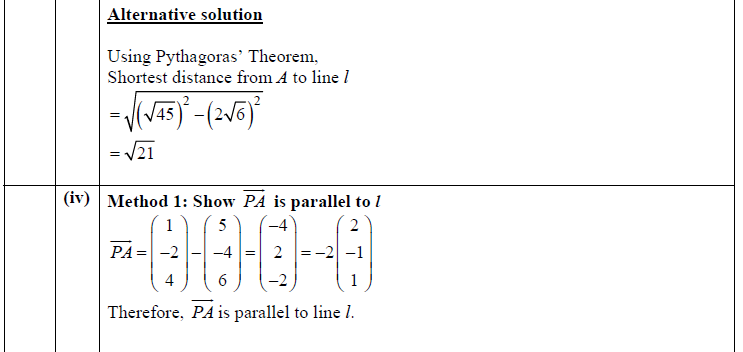 Alternative solution
Using Pythagoras' Theorem,
Shortest distance from A to line l
= √((√45)² − (2√6)²)
= √21
(iv) Method 1: Show PA⃗ is parallel to l
PA⃗ = (1, −2, 4) − (5, −4, 6) = (−4, 2, −2) = −2(2, −1, 1)
Therefore, PA⃗ is parallel to line l.